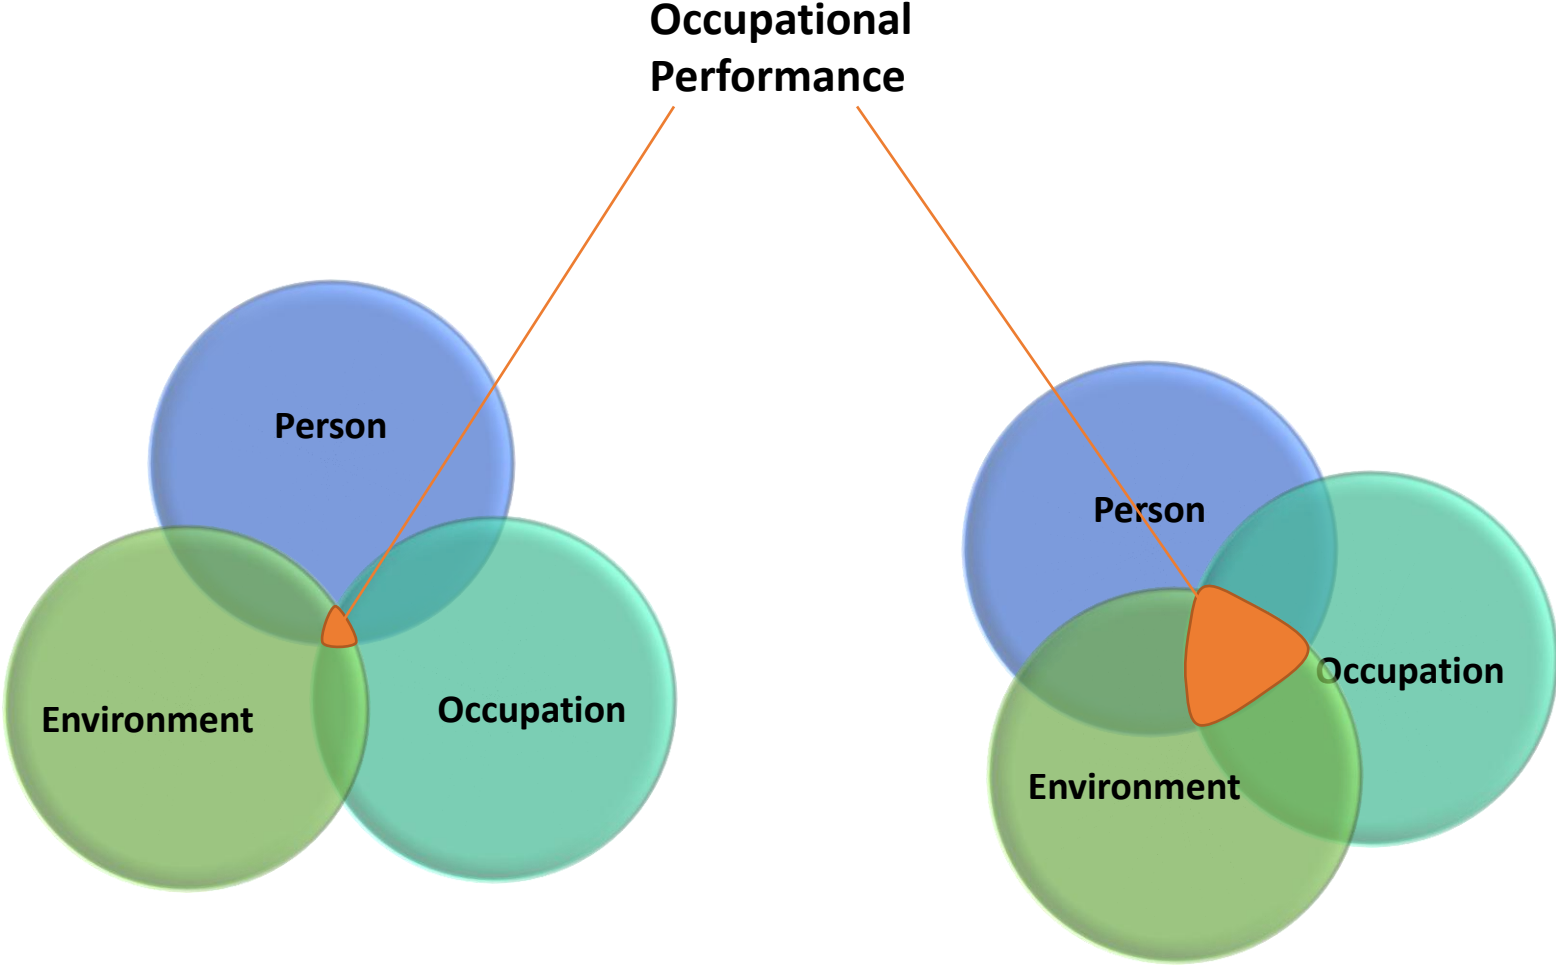 Occupational
Performance
Person
Environment
Occupation
Person
Occupation
Environment